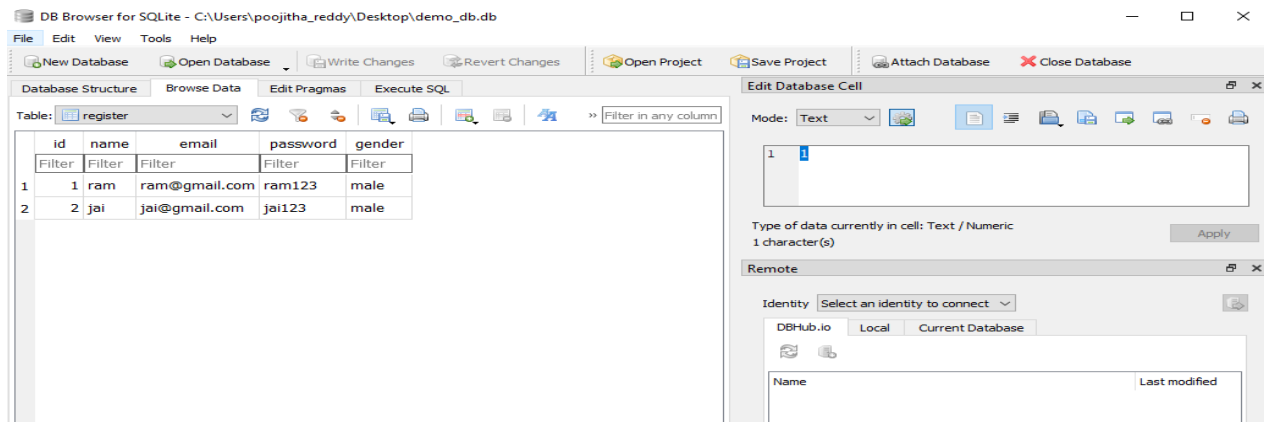 DB Browser for SQLite - C:\Users\poojitha_reddy\Desktop\demo_db.db
File Edit View Tools Help
New Database Open Database Write Changes Revert Changes Open Project Save Project Attach Database Close Database
Database Structure Browse Data Edit Pragmas Execute SQL
Table: register » Filter in any column
id name email password gender
Filter Filter Filter Filter Filter
1 1 ram ram@gmail.com ram123 male
2 2 jai jai@gmail.com jai123 male
Edit Database Cell
Mode: Text
1 1
Type of data currently in cell: Text / Numeric
1 character(s)
Apply
Remote
Identity Select an identity to connect
DBHub.io Local Current Database
Name Last modified